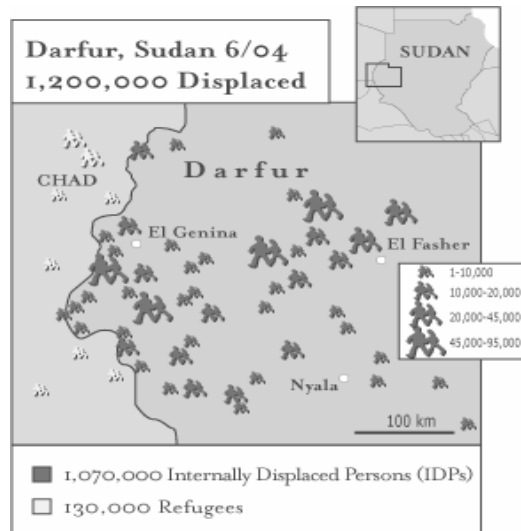 Darfur, Sudan 6/04
1,200,000 Displaced
SUDAN
CHAD
Darfur
El Genina
El Fasher
1-10,000
10,000-20,000
20,000-45,000
45,000-95,000
Nyala
100 km
1,070,000 Internally Displaced Persons (IDPs)
130,000 Refugees